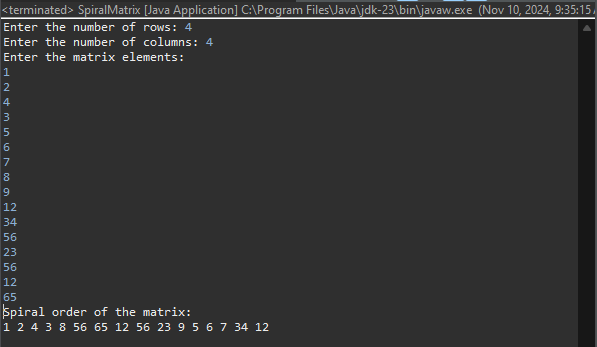 <terminated> SpiralMatrix [Java Application] C:\Program Files\Java\jdk-23\bin\javaw.exe (Nov 10, 2024, 9:35:15
Enter the number of rows: 4
Enter the number of columns: 4
Enter the matrix elements:
1
2
4
3
5
6
7
8
9
12
34
56
23
56
12
65
Spiral order of the matrix:
1 2 4 3 8 56 65 12 56 23 9 5 6 7 34 12